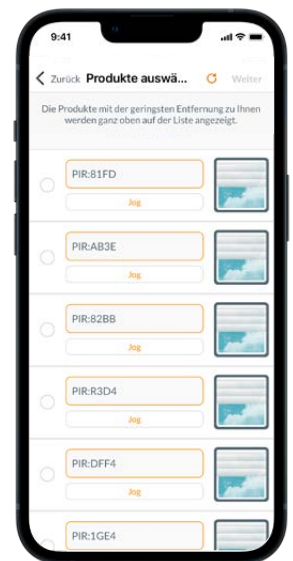 9:41
Zurück Produkte auswä... Weiter
Die Produkte mit der geringsten Entfernung zu Ihnen
werden ganz oben auf der Liste angezeigt.
PIR:81FD
Jog
PIR:AB3E
Jog
PIR:82BB
Jog
PIR:R3D4
Jog
PIR:DFF4
Jog
PIR:1GE4